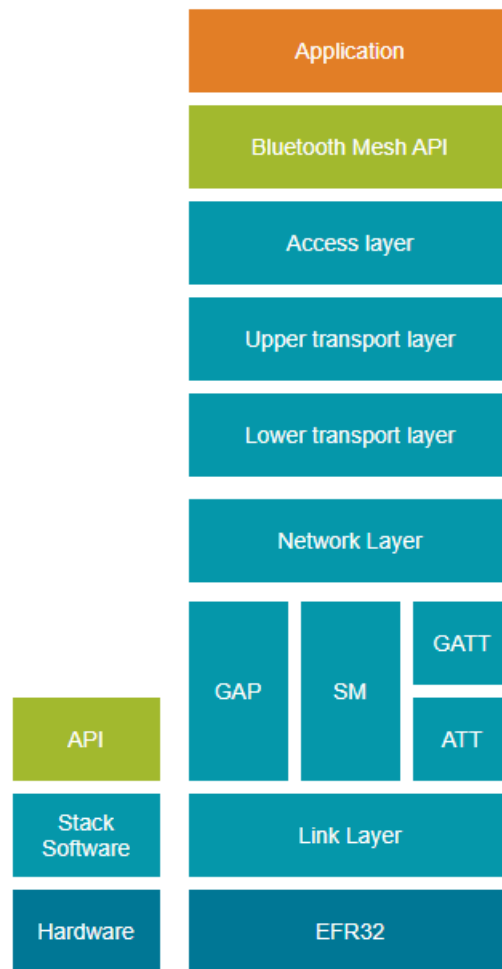 Application
Bluetooth Mesh API
Access layer
Upper transport layer
Lower transport layer
Network Layer
GAP
SM
GATT
ATT
API
Stack
Software
Link Layer
Hardware
EFR32